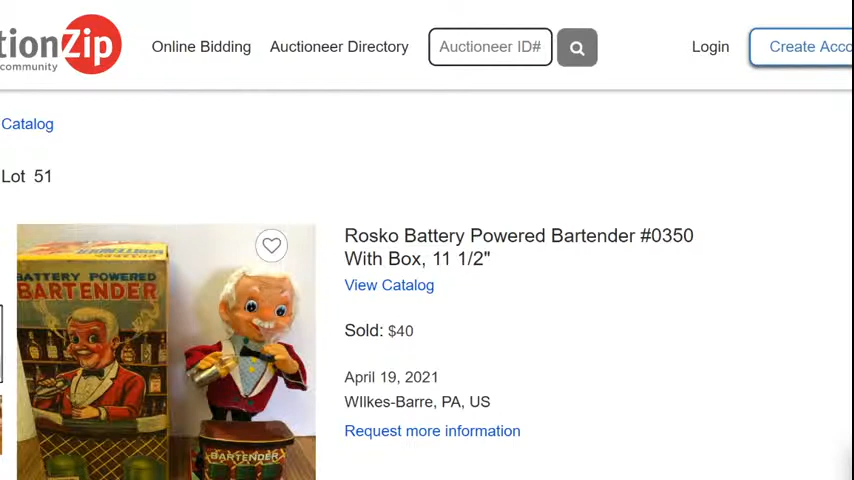 tionZip
community
Online Bidding
Auctioneer Directory
Auctioneer ID#
Login
Create Acco
Catalog
Lot 51
BATTERY POWERED
BARTENDER
BARTENDER
Rosko Battery Powered Bartender #0350
With Box, 11 1/2"
View Catalog
Sold: $40
April 19, 2021
WIlkes-Barre, PA, US
Request more information